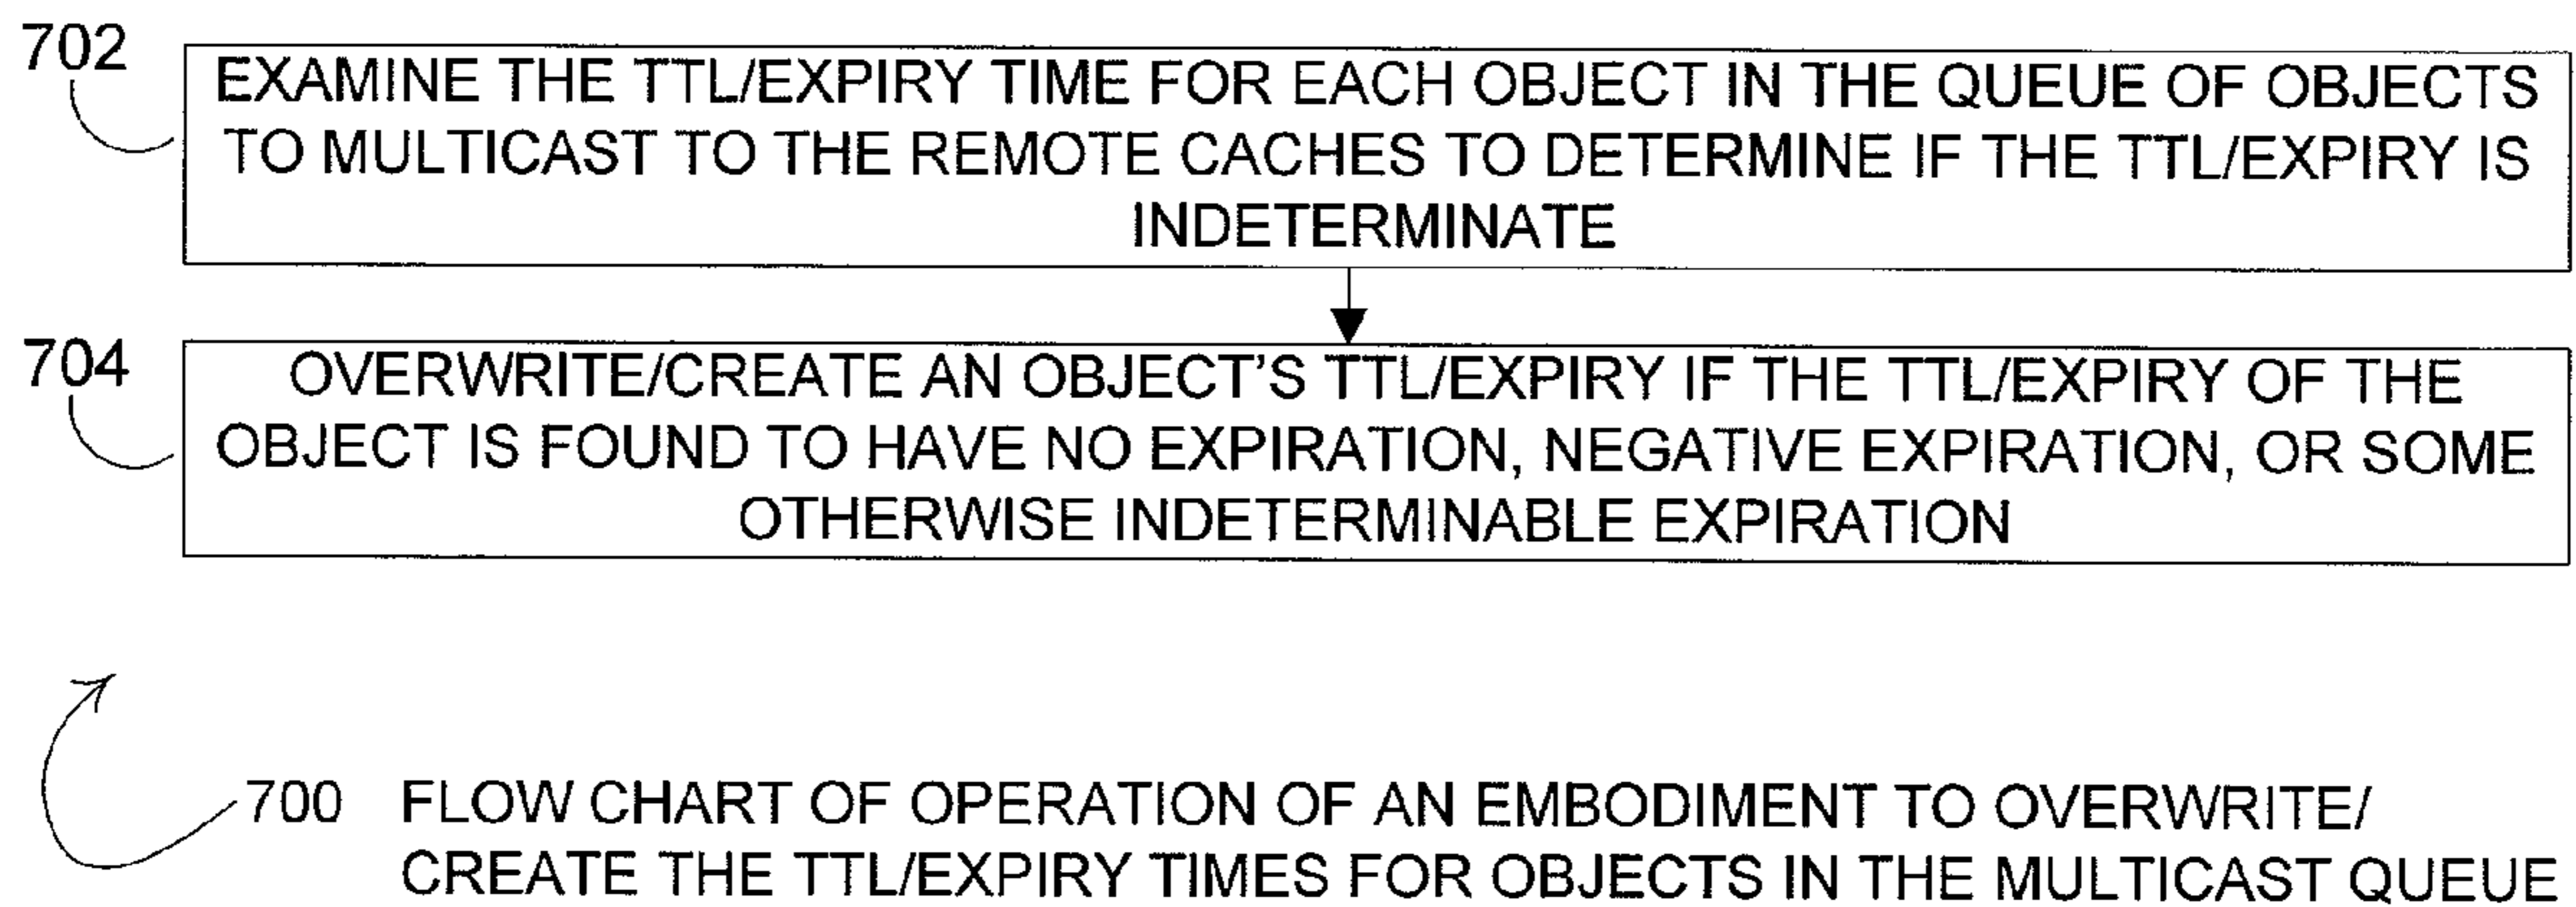 702
EXAMINE THE TTL/EXPIRY TIME FOR EACH OBJECT IN THE QUEUE OF OBJECTS
TO MULTICAST TO THE REMOTE CACHES TO DETERMINE IF THE TTL/EXPIRY IS
INDETERMINATE
704
OVERWRITE/CREATE AN OBJECT'S TTL/EXPIRY IF THE TTL/EXPIRY OF THE
OBJECT IS FOUND TO HAVE NO EXPIRATION, NEGATIVE EXPIRATION, OR SOME
OTHERWISE INDETERMINABLE EXPIRATION
700 FLOW CHART OF OPERATION OF AN EMBODIMENT TO OVERWRITE/
CREATE THE TTL/EXPIRY TIMES FOR OBJECTS IN THE MULTICAST QUEUE